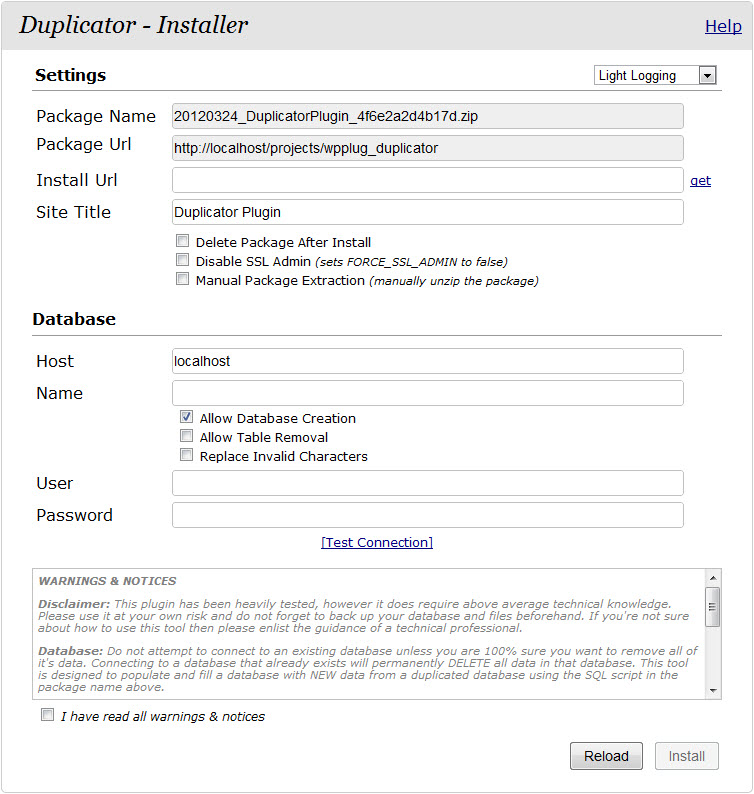 Duplicator - Installer
Help
Settings
Light Logging
Package Name
20120324_DuplicatorPlugin_4f6e2a2d4b17d.zip
Package Url
http://localhost/projects/wpplug_duplicator
Install Url
get
Site Title
Duplicator Plugin
Delete Package After Install
Disable SSL Admin (sets FORCE_SSL_ADMIN to false)
Manual Package Extraction (manually unzip the package)
Database
Host
localhost
Name
Allow Database Creation
Allow Table Removal
Replace Invalid Characters
User
Password
[Test Connection]
WARNINGS & NOTICES
Disclaimer: This plugin has been heavily tested, however it does require above average technical knowledge.
Please use it at your own risk and do not forget to back up your database and files beforehand. If you're not sure
about how to use this tool then please enlist the guidance of a technical professional.
Database: Do not attempt to connect to an existing database unless you are 100% sure you want to remove all of
it's data. Connecting to a database that already exists will permanently DELETE all data in that database. This tool
is designed to populate and fill a database with NEW data from a duplicated database using the SQL script in the
package name above.
I have read all warnings & notices
Reload
Install